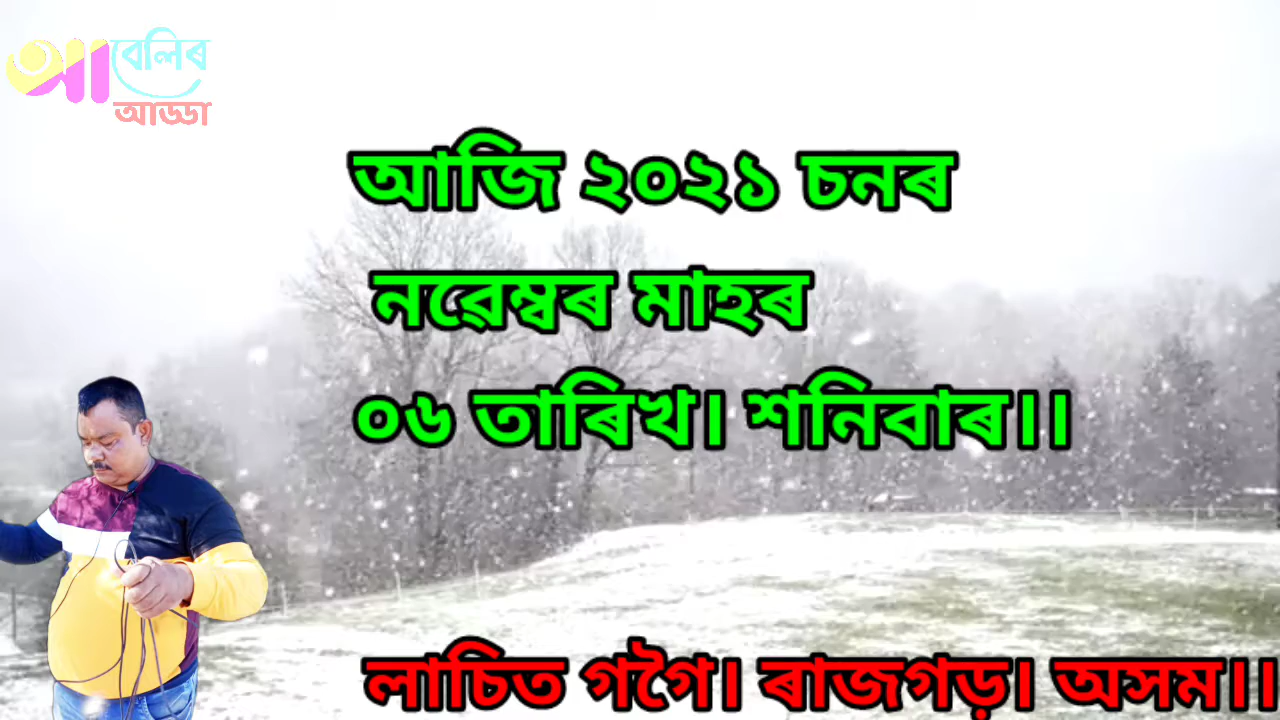 আবেলিৰ
আড্ডা
আজি ২০২১ চনৰ
নৱেম্বৰ মাহৰ
০৬ তাৰিখ। শনিবাৰ।।
লাচিত গগৈ। ৰাজগড়। অসম।।